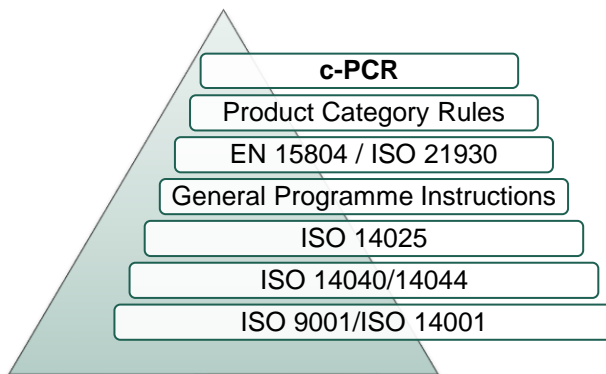 c-PCR
Product Category Rules
EN 15804 / ISO 21930
General Programme Instructions
ISO 14025
ISO 14040/14044
ISO 9001/ISO 14001